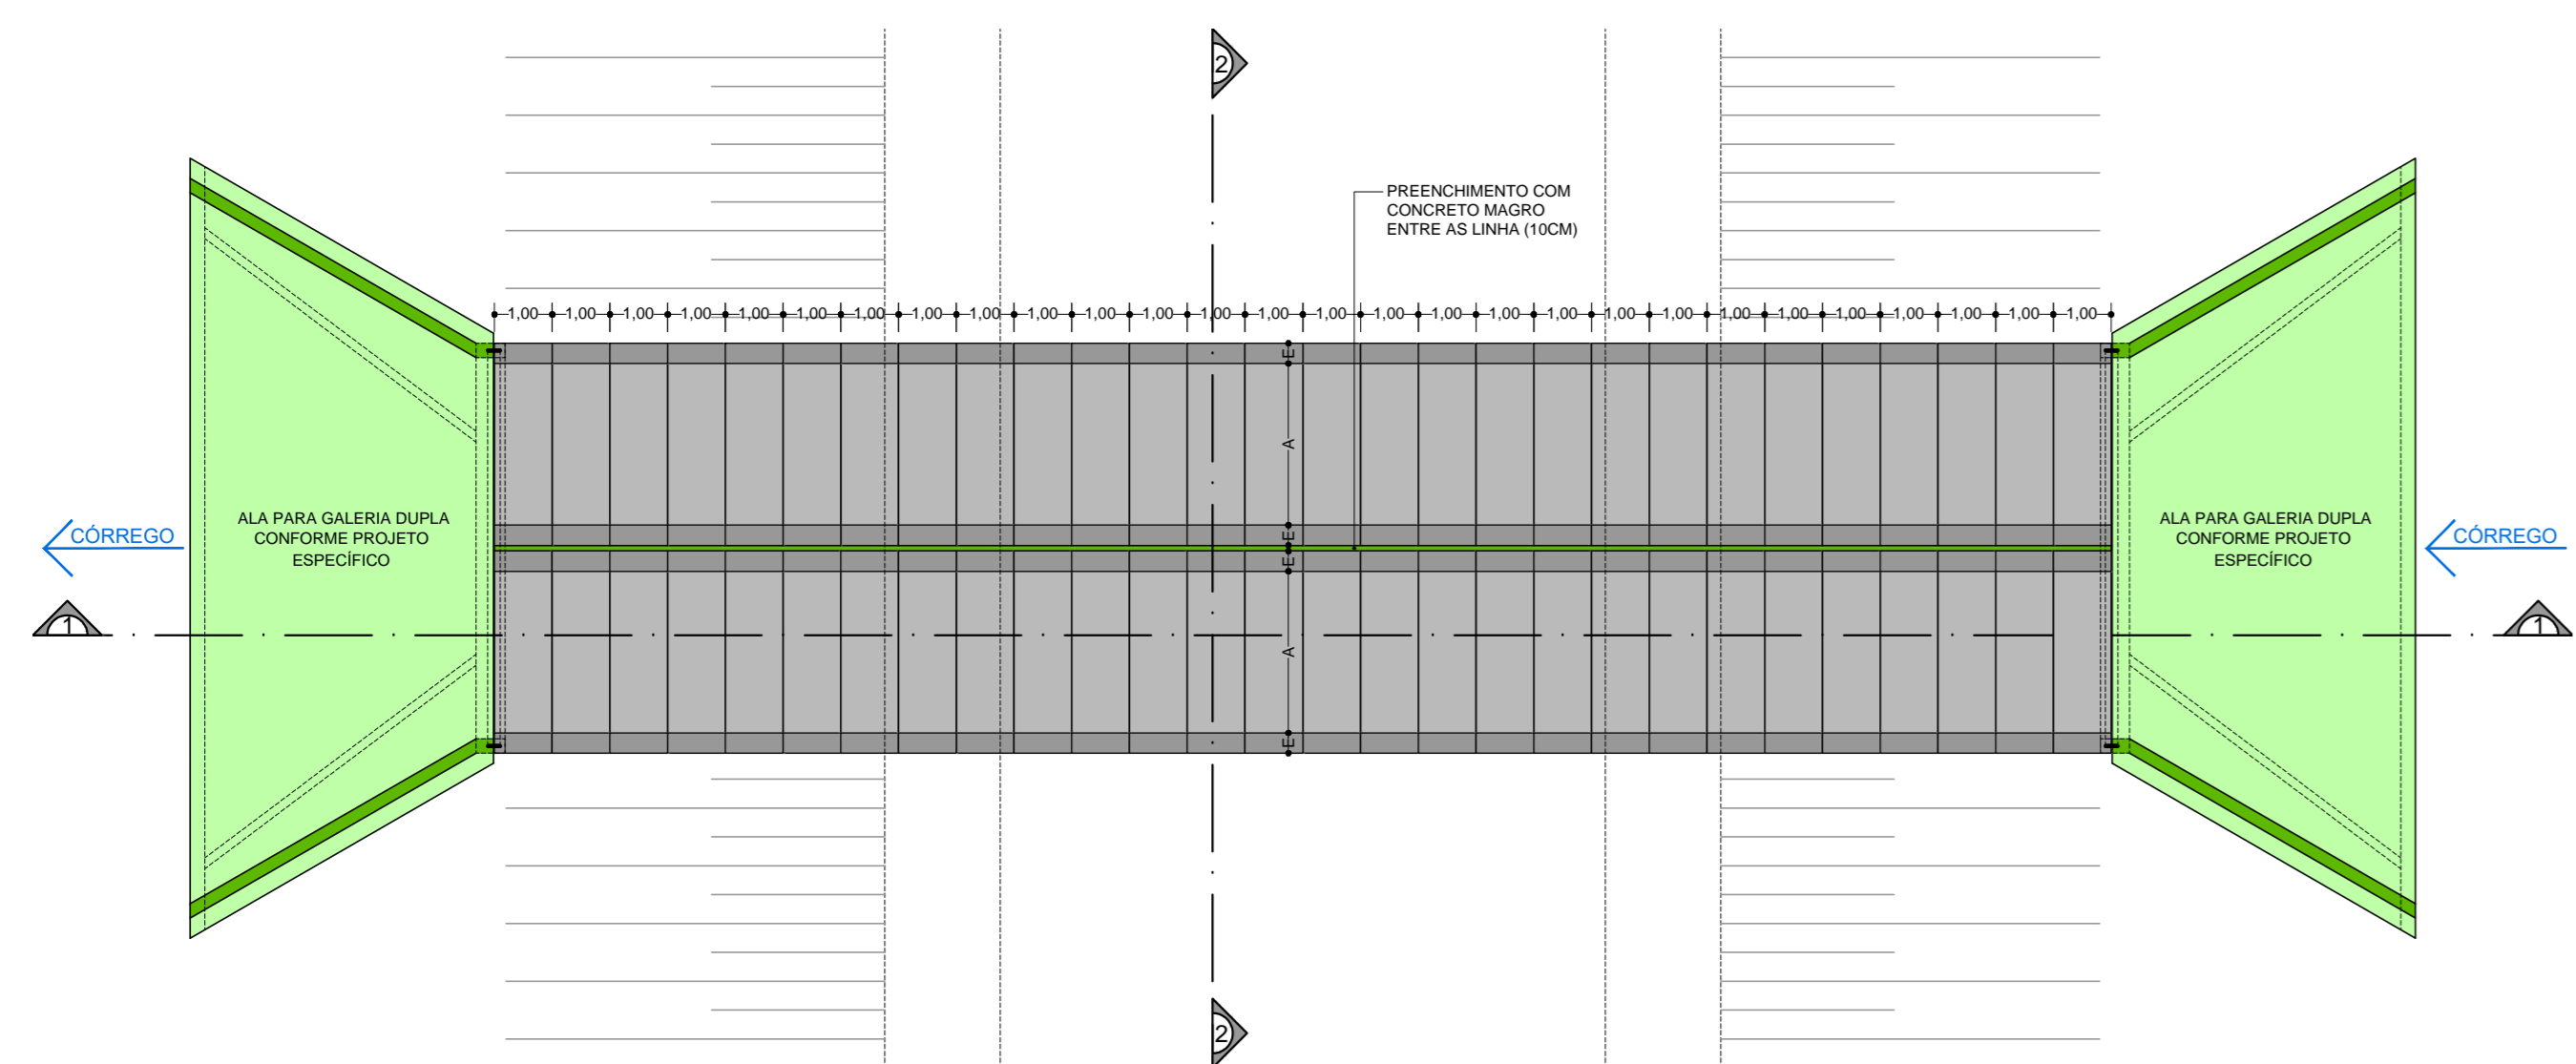 2
PREENCHIMENTO COM
CONCRETO MAGRO
ENTRE AS LINHA (10CM)
1,00 1,00 1,00 1,00 1,00 1,00 1,00 1,00 1,00 1,00 1,00 1,00 1,00 1,00 1,00 1,00 1,00 1,00 1,00 1,00 1,00 1,00 1,00 1,00 1,00 1,00 1,00 1,00
E
A
E
E
A
E
CÓRREGO
ALA PARA GALERIA DUPLA
CONFORME PROJETO
ESPECÍFICO
ALA PARA GALERIA DUPLA
CONFORME PROJETO
ESPECÍFICO
CÓRREGO
1
1
2